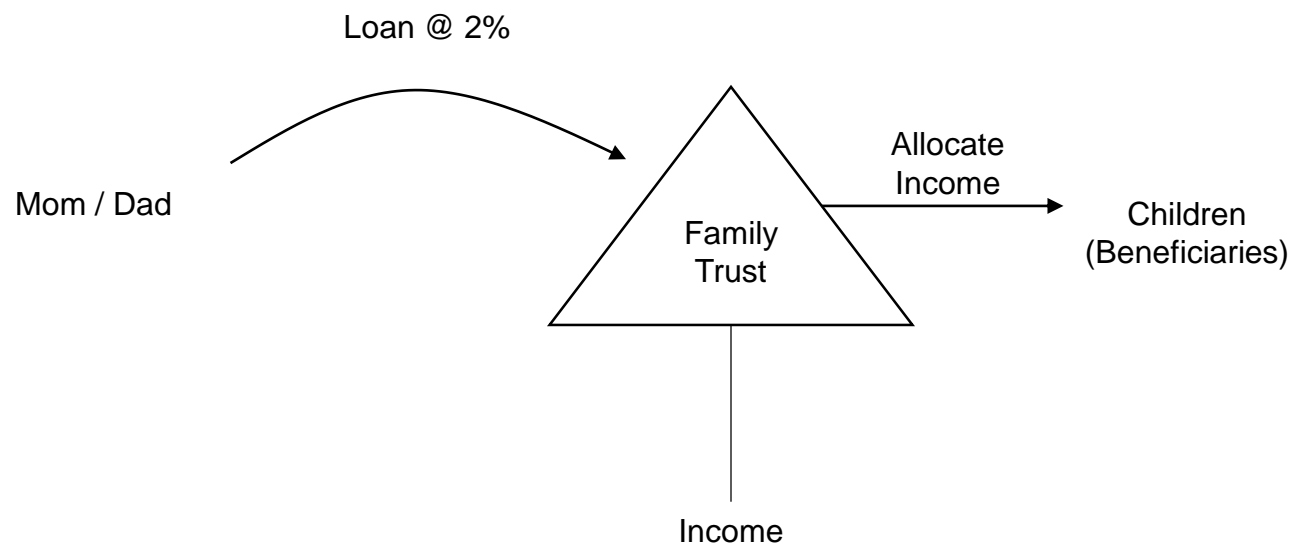 Loan @ 2%
Mom / Dad
Family
Trust
Allocate
Income
Children
(Beneficiaries)
Income